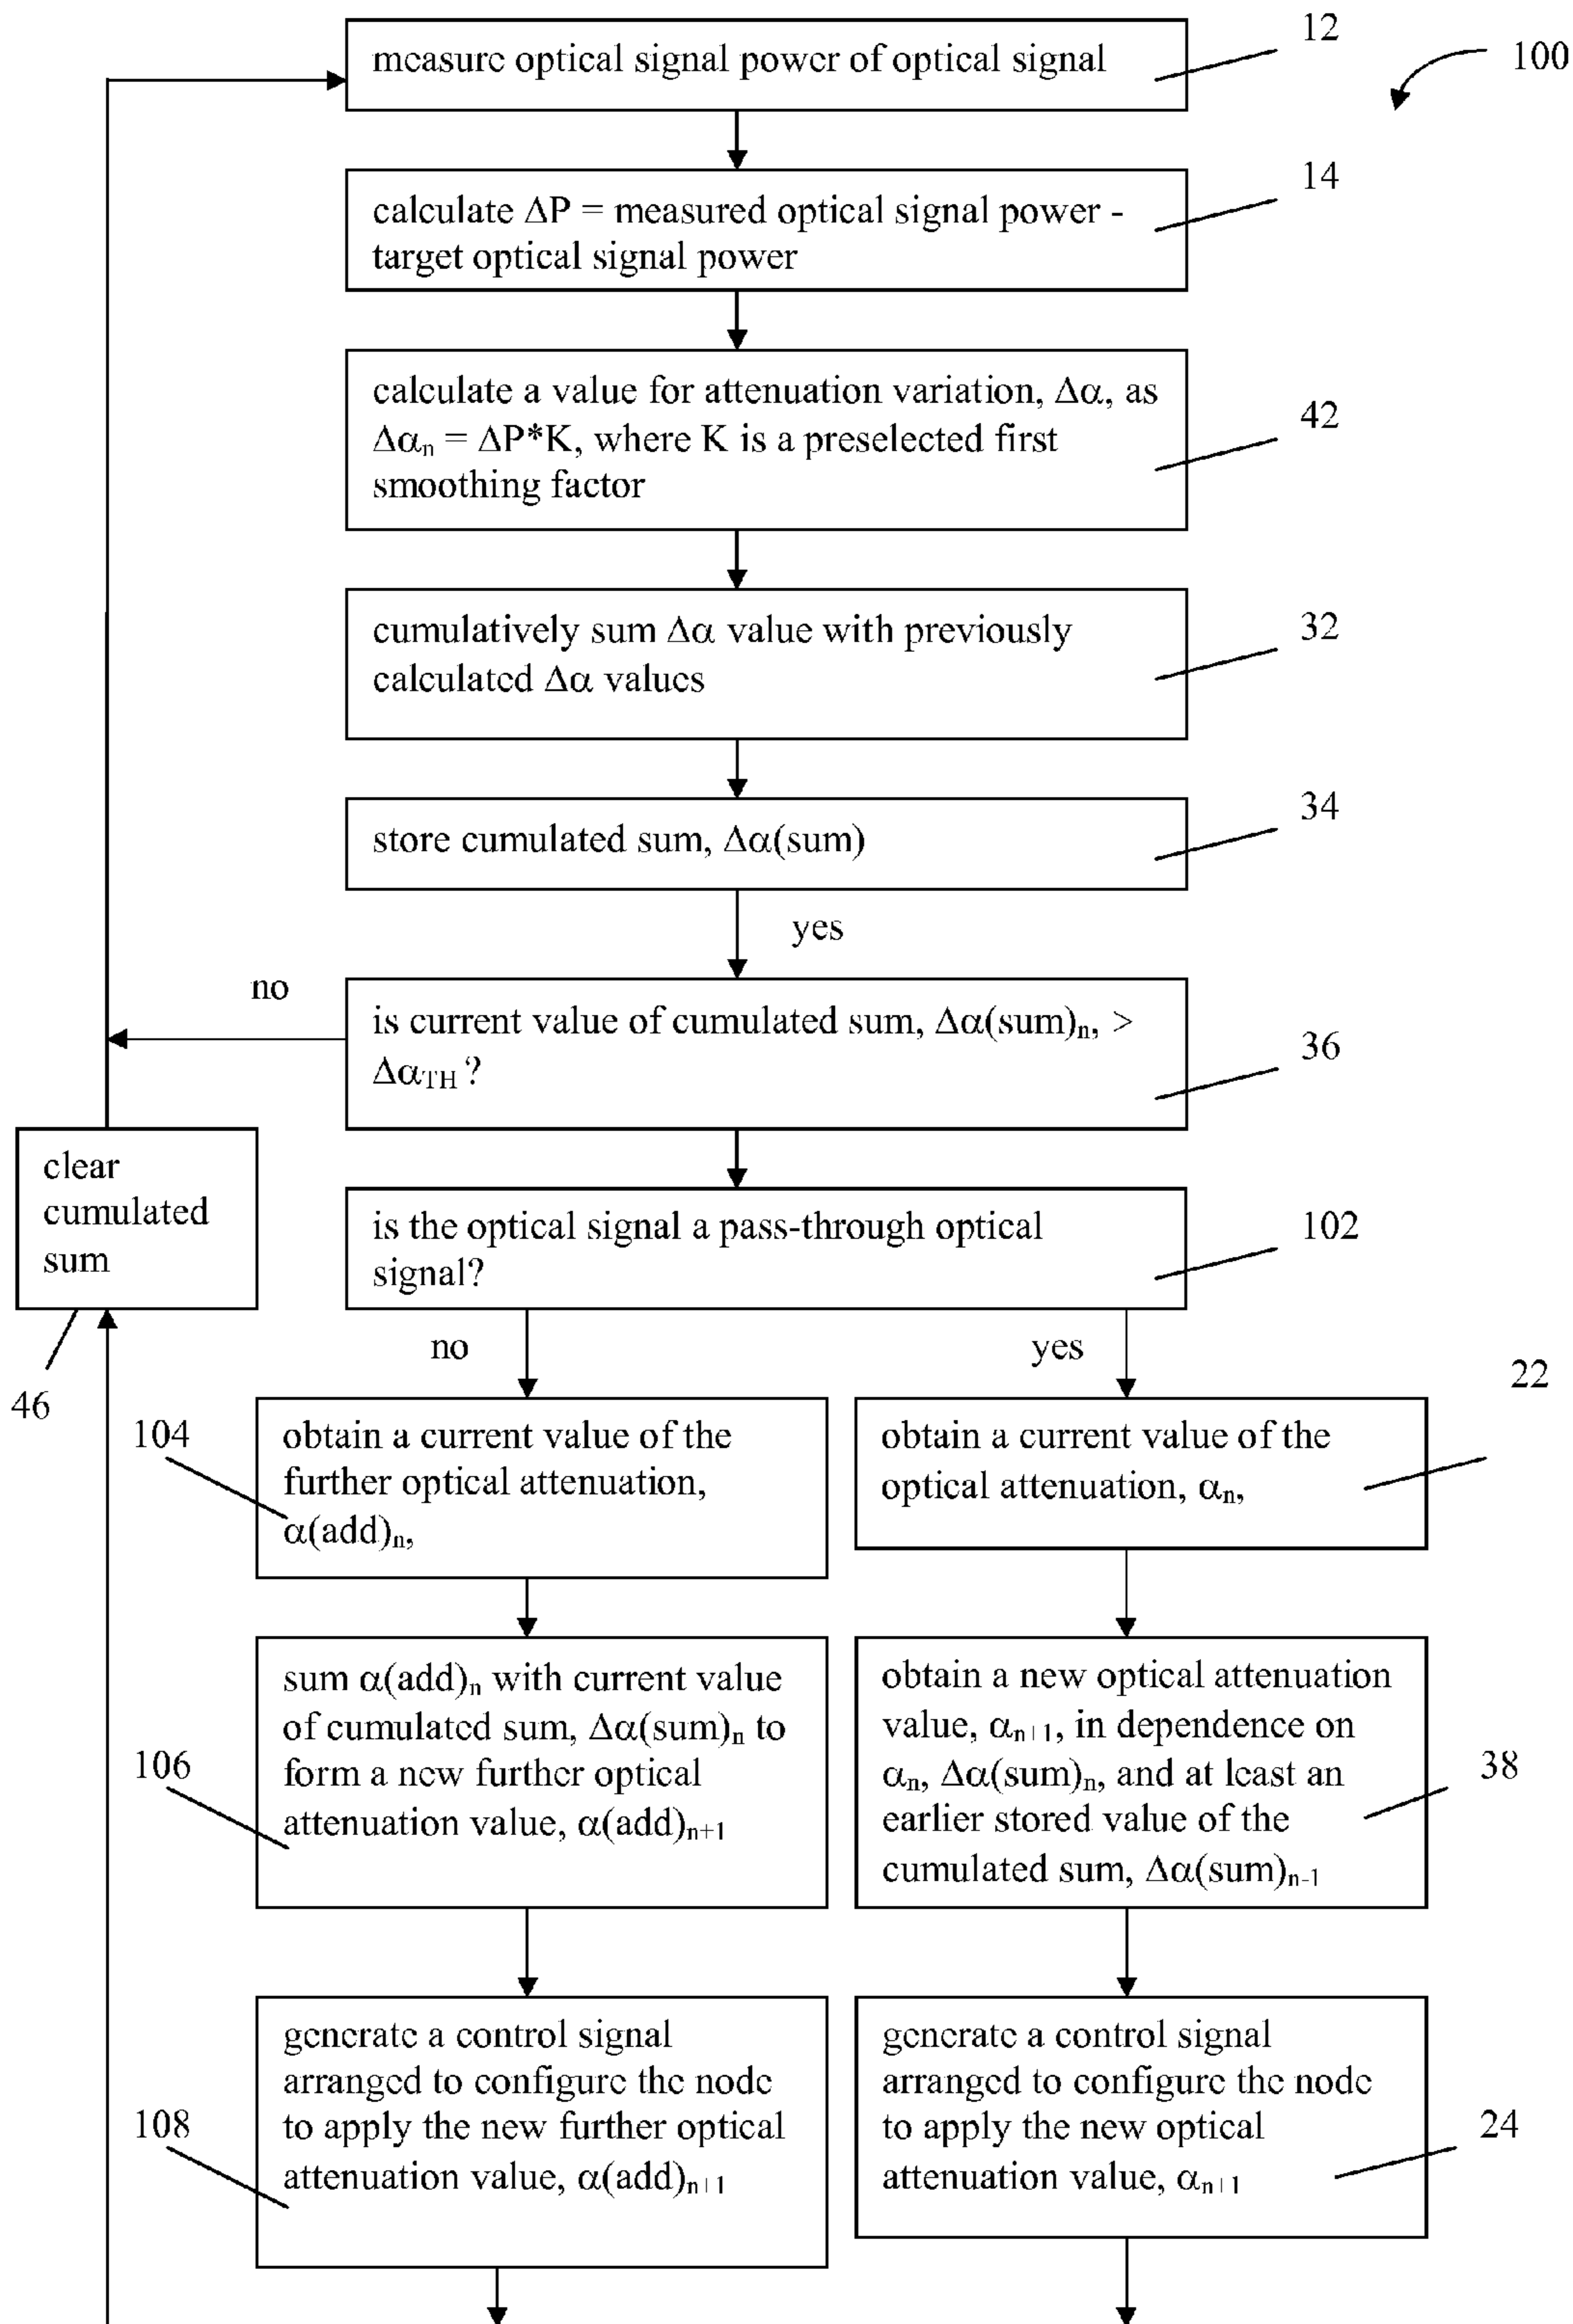 measure optical signal power of optical signal
12
100
calculate ΔP = measured optical signal power -
target optical signal power
14
calculate a value for attenuation variation, Δα, as
Δαn = ΔP*K, where K is a preselected first
smoothing factor
42
cumulatively sum Δα value with previously
calculated Δα values
32
store cumulated sum, Δα(sum)
34
yes
no
is current value of cumulated sum, Δα(sum)n, >
ΔαTH ?
36
clear
cumulated
sum
46
is the optical signal a pass-through optical
signal?
102
no
yes
obtain a current value of the
further optical attenuation,
α(add)n,
104
obtain a current value of the
optical attenuation, αn,
22
sum α(add)n with current value
of cumulated sum, Δα(sum)n to
form a new further optical
attenuation value, α(add)n+1
106
obtain a new optical attenuation
value, αn+1, in dependence on
αn, Δα(sum)n, and at least an
earlier stored value of the
cumulated sum, Δα(sum)n-1
38
generate a control signal
arranged to configure the node
to apply the new further optical
attenuation value, α(add)n+1
108
generate a control signal
arranged to configure the node
to apply the new optical
attenuation value, αn+1
24